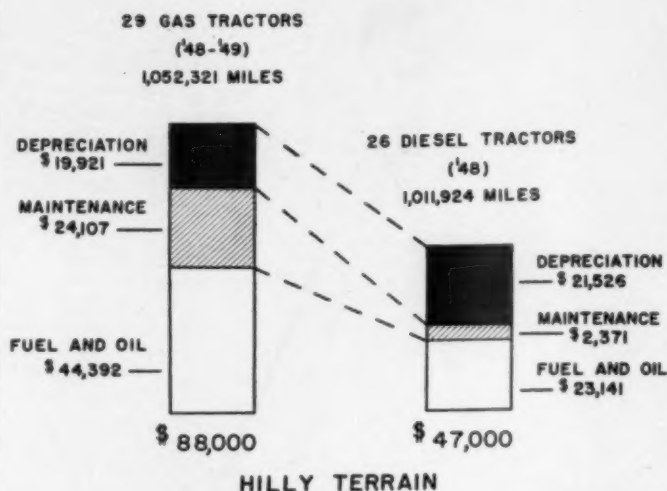 29 GAS TRACTORS
('48-'49)
1,052,321 MILES
DEPRECIATION
$ 19,921
MAINTENANCE
$ 24,107
FUEL AND OIL
$ 44,392
$ 88,000
26 DIESEL TRACTORS
('48)
1,011,924 MILES
DEPRECIATION
$ 21,526
MAINTENANCE
$ 2,371
FUEL AND OIL
$ 23,141
$ 47,000
HILLY TERRAIN